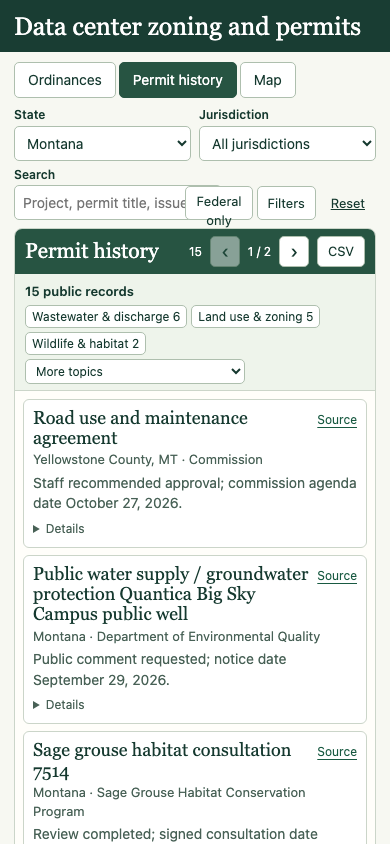 Data center zoning and permits
Ordinances
Permit history
Map
State
Jurisdiction
Montana
All jurisdictions
Search
Project, permit title, issue
Federal
only
Filters
Reset
Permit history
15
‹
1 / 2
›
CSV
15 public records
Wastewater & discharge 6
Land use & zoning 5
Wildlife & habitat 2
More topics
Road use and maintenance
agreement
Source
Yellowstone County, MT · Commission
Staff recommended approval; commission agenda
date October 27, 2026.
Details
Public water supply / groundwater
protection Quantica Big Sky
Campus public well
Source
Montana · Department of Environmental Quality
Public comment requested; notice date
September 29, 2026.
Details
Sage grouse habitat consultation
7514
Source
Montana · Sage Grouse Habitat Conservation
Program
Review completed; signed consultation date